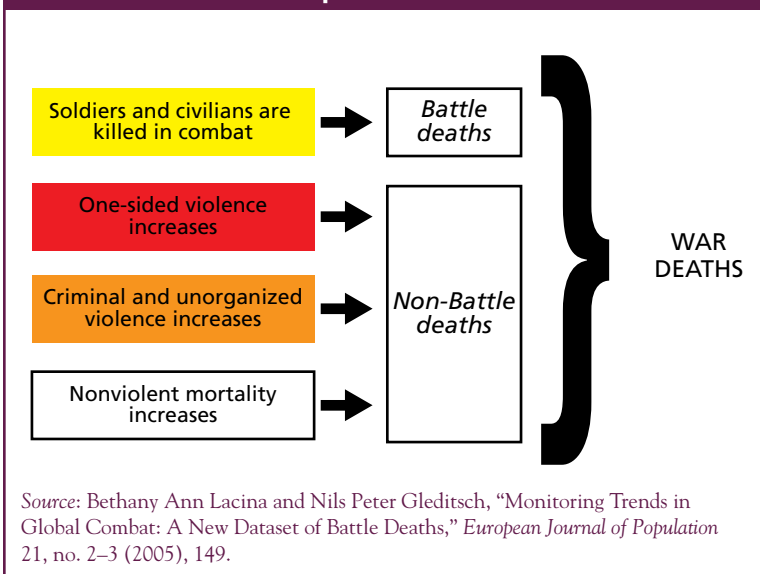 Soldiers and civilians are
killed in combat
Battle
deaths
One-sided violence
increases
Criminal and unorganized
violence increases
Nonviolent mortality
increases
Non-Battle
deaths
WAR
DEATHS
Source: Bethany Ann Lacina and Nils Peter Gleditsch, “Monitoring Trends in
Global Combat: A New Dataset of Battle Deaths,” European Journal of Population
21, no. 2–3 (2005), 149.